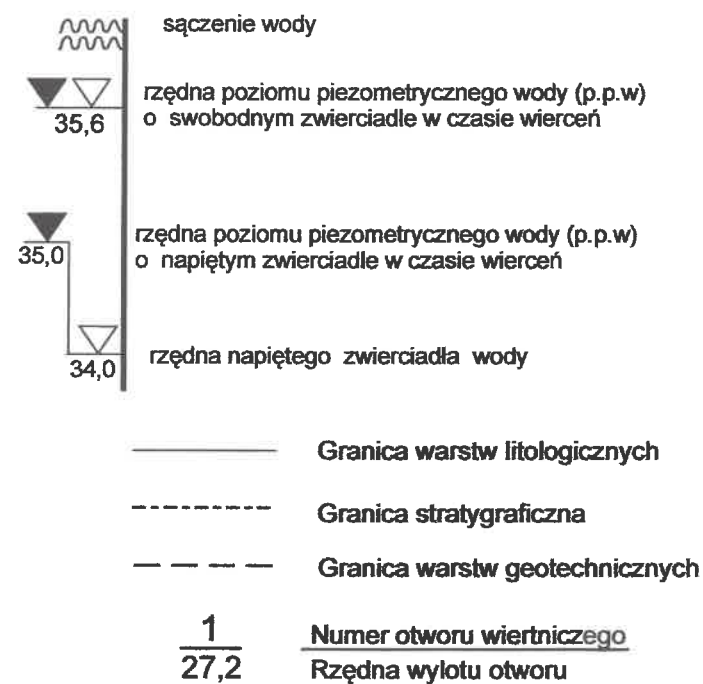 sączenie wody
rzędna poziomu piezometrycznego wody (p.p.w)
35,6 o swobodnym zwierciadle w czasie wierceń
rzędna poziomu piezometrycznego wody (p.p.w)
35,0 o napiętym zwierciadle w czasie wierceń
rzędna napiętego zwierciadła wody
34,0
Granica warstw litologicznych
Granica stratygraficzna
Granica warstw geotechnicznych
1 Numer otworu wiertniczego
27,2 Rzędna wylotu otworu